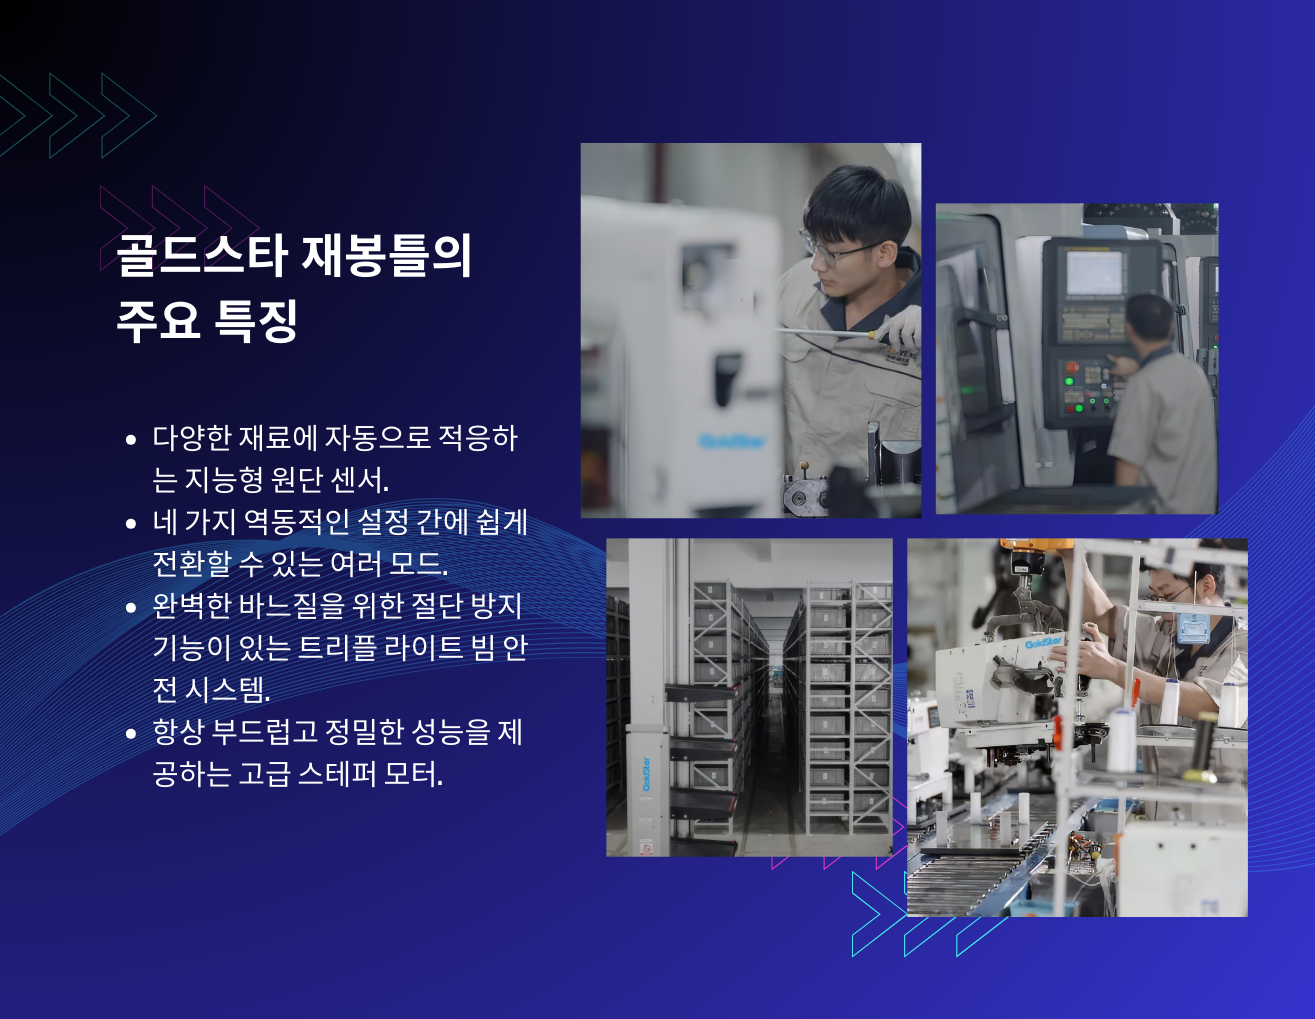 골드스타 재봉틀의
주요 특징
다양한 재료에 자동으로 적응하
는 지능형 원단 센서.
네 가지 역동적인 설정 간에 쉽게
전환할 수 있는 여러 모드.
완벽한 바느질을 위한 절단 방지
기능이 있는 트리플 라이트 빔 안
전 시스템.
항상 부드럽고 정밀한 성능을 제
공하는 고급 스테퍼 모터.
GoldStar
GoldStar
GoldStar